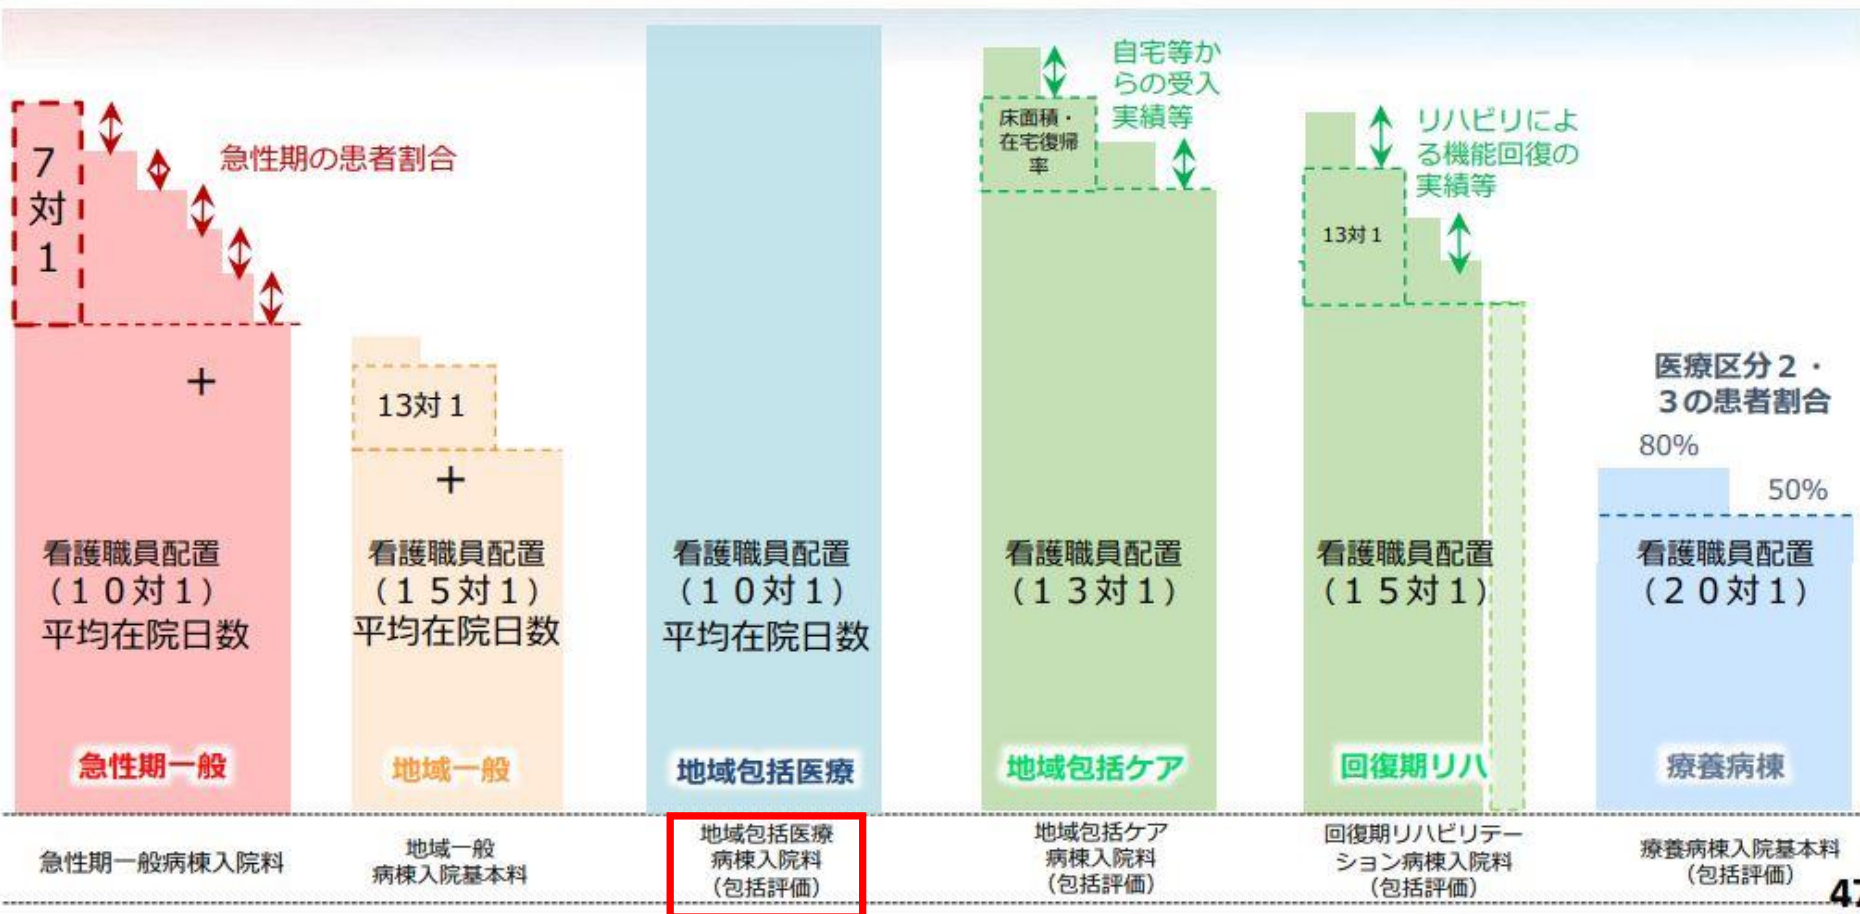 7
対
1
急性期の患者割合
+
看護職員配置
(10対1)
平均在院日数
急性期一般
急性期一般病棟入院料
13対1
+
看護職員配置
(15対1)
平均在院日数
地域一般
地域一般
病棟入院基本料
看護職員配置
(10対1)
平均在院日数
地域包括医療
地域包括医療
病棟入院料
(包括評価)
自宅等か
らの受入
実績等
床面積・
在宅復帰
率
看護職員配置
(13対1)
地域包括ケア
地域包括ケア
病棟入院料
(包括評価)
リハビリによ
る機能回復の
実績等
13対1
看護職員配置
(15対1)
回復期リハ
回復期リハビリテー
ション病棟入院料
(包括評価)
医療区分2・
3の患者割合
80%
50%
看護職員配置
(20対1)
療養病棟
療養病棟入院基本料
(包括評価)
47